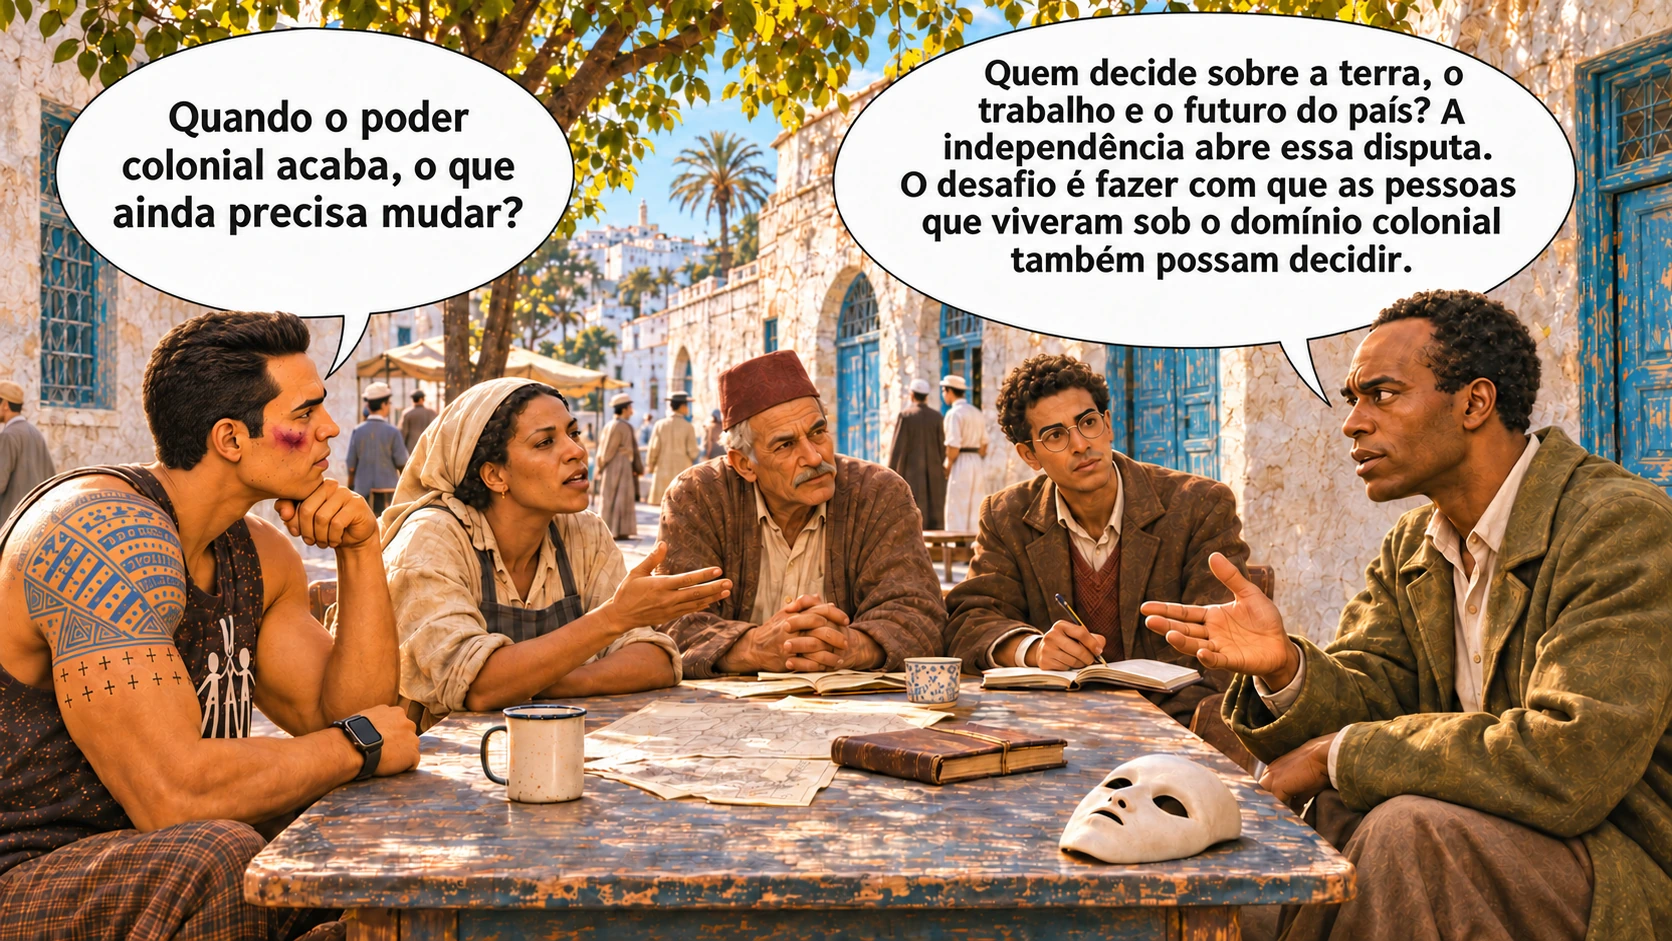 Quando o poder
colonial acaba, o que
ainda precisa mudar?
Quem decide sobre a terra, o
trabalho e o futuro do país? A
independência abre essa disputa.
O desafio é fazer com que as pessoas
que viveram sob o domínio colonial
também possam decidir.